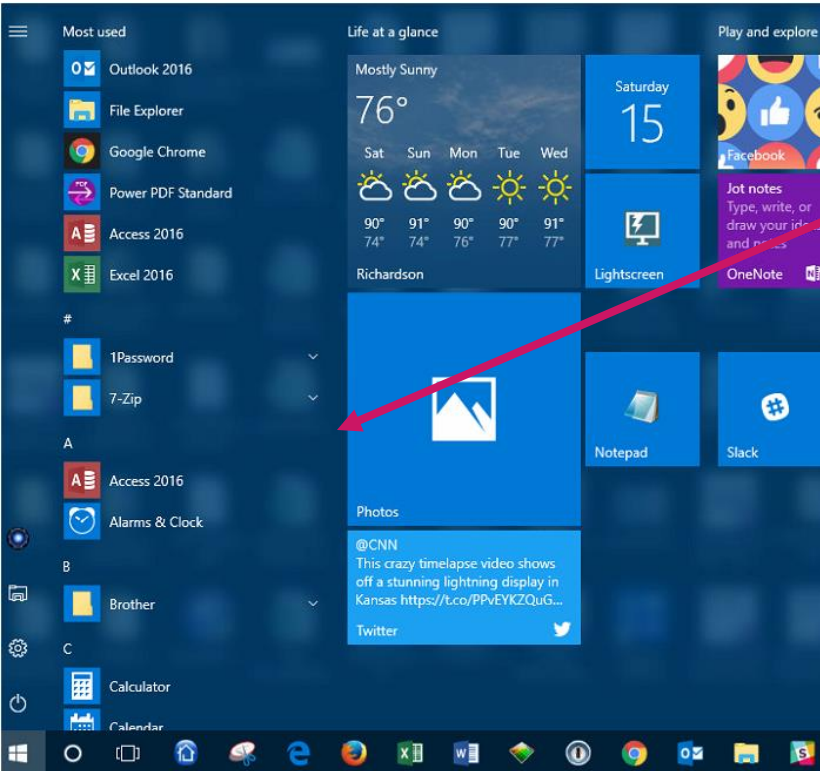 Most used
Outlook 2016
File Explorer
Google Chrome
Power PDF Standard
Access 2016
Excel 2016
#
1Password
7-Zip
A
Access 2016
Alarms & Clock
B
Brother
C
Calculator
Calendar
Life at a glance
Mostly Sunny
76°
Sat Sun Mon Tue Wed
90° 91° 90° 90° 91°
74° 74° 76° 77° 77°
Richardson
Saturday
15
Lightscreen
Photos
Notepad
@CNN
This crazy timelapse video shows
off a stunning lightning display in
Kansas https://t.co/PPvEYKZQuG...
Twitter
Play and explore
Facebook
Jot notes
Type, write, or
draw your
and notes
OneNote
Slack